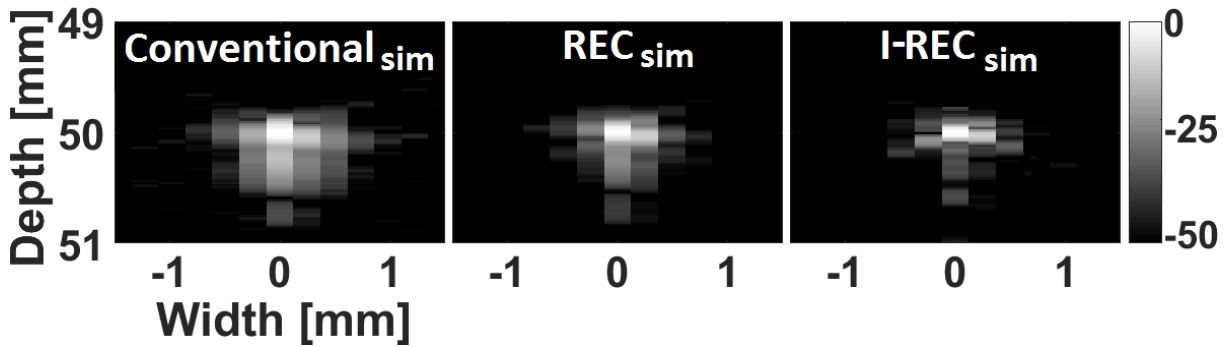 Conventional sim
REC sim
I-REC sim
Depth [mm]
49
50
51
-1 0 1
-1 0 1
-1 0 1
Width [mm]
0
-25
-50